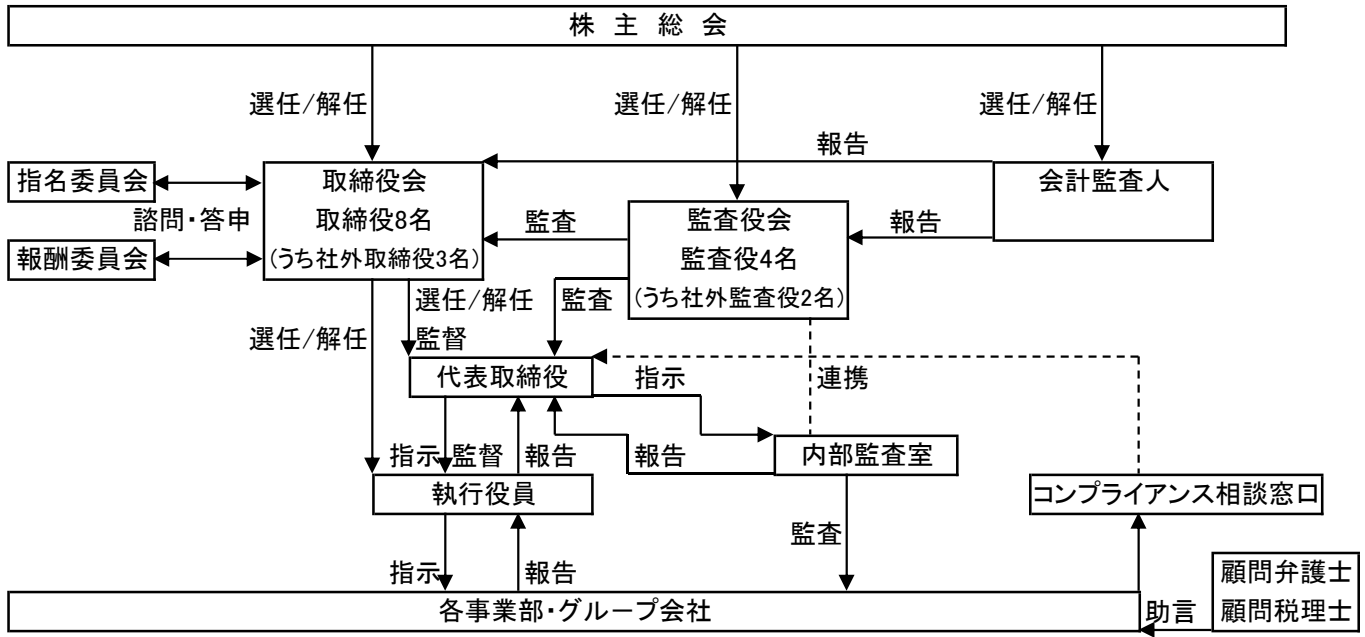 株主総会
選任/解任
選任/解任
選任/解任
報告
指名委員会
取締役会
会計監査人
諮問・答申
取締役8名
監査
監査役会
報告
報酬委員会
(うち社外取締役3名)
監査役4名
選任/解任
監査
(うち社外監査役2名)
選任/解任
監督
代表取締役
指示
連携
指示
監督
報告
報告
内部監査室
執行役員
コンプライアンス相談窓口
監査
指示
報告
顧問弁護士
各事業部・グループ会社
助言
顧問税理士